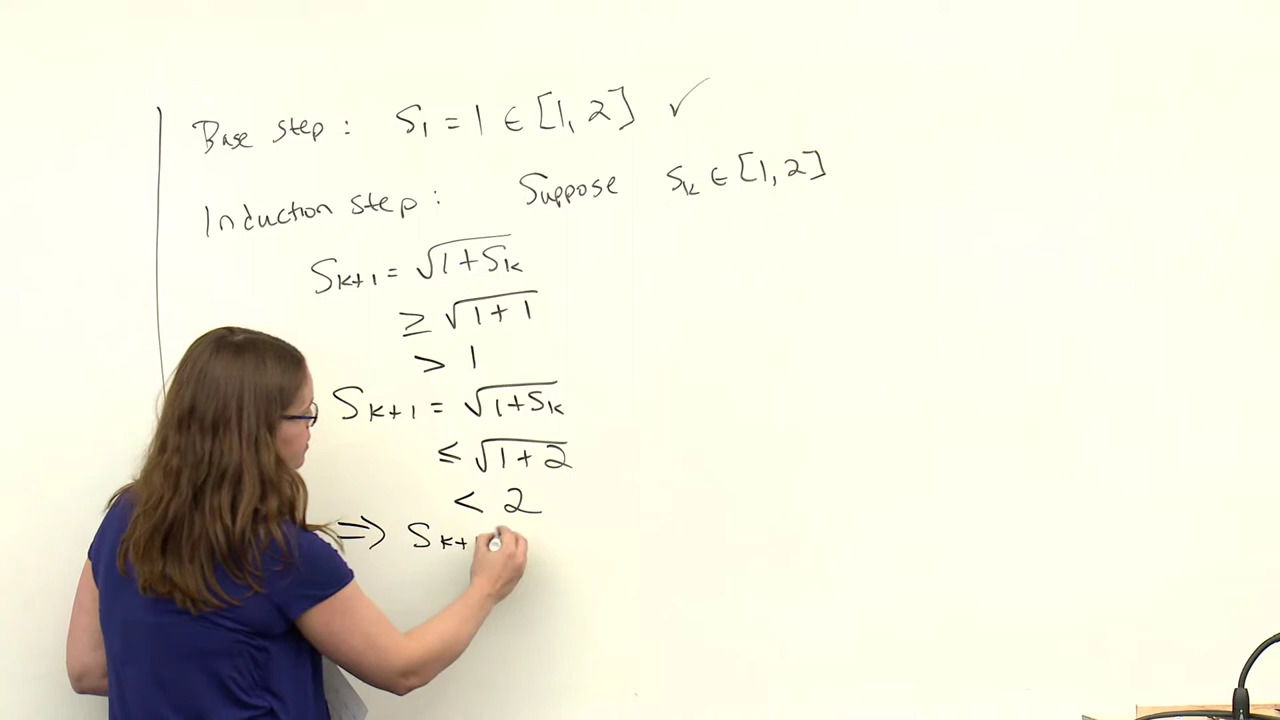 Base step : S₁ = 1 ∈ [1, 2] ✓
Induction step : Suppose Sₖ ∈ [1, 2]
Sₖ₊₁ = √(1+Sₖ)
≥ √(1+1)
> 1
Sₖ₊₁ = √(1+Sₖ)
≤ √(1+2)
< 2
⇒ Sₖ₊